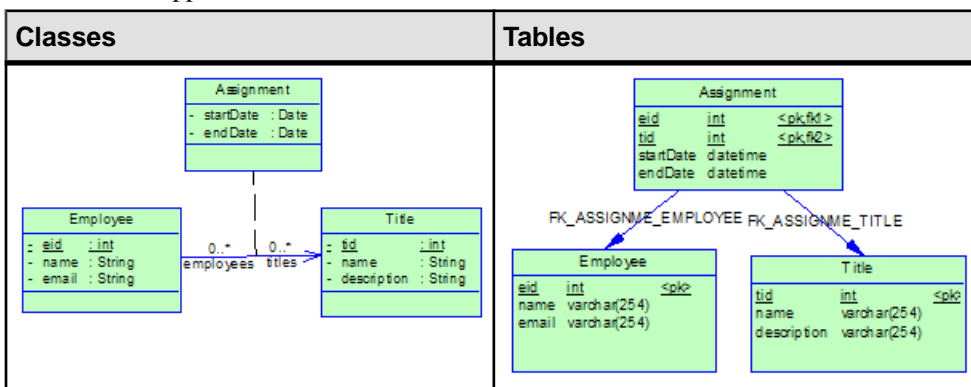 Classes
Tables
Assignment
- startDate : Date
- endDate : Date
Employee
- eid : int
- name : String
- email : String
0..*
employees
0..*
titles
Title
- tid : int
- name : String
- description : String
Assignment
eid int <pk,fk1>
tid int <pk,fk2>
startDate datetime
endDate datetime
FK_ASSIGNME_EMPLOYEE
FK_ASSIGNME_TITLE
Employee
eid int <pk>
name varchar(254)
email varchar(254)
Title
tid int <pk>
name varchar(254)
description varchar(254)